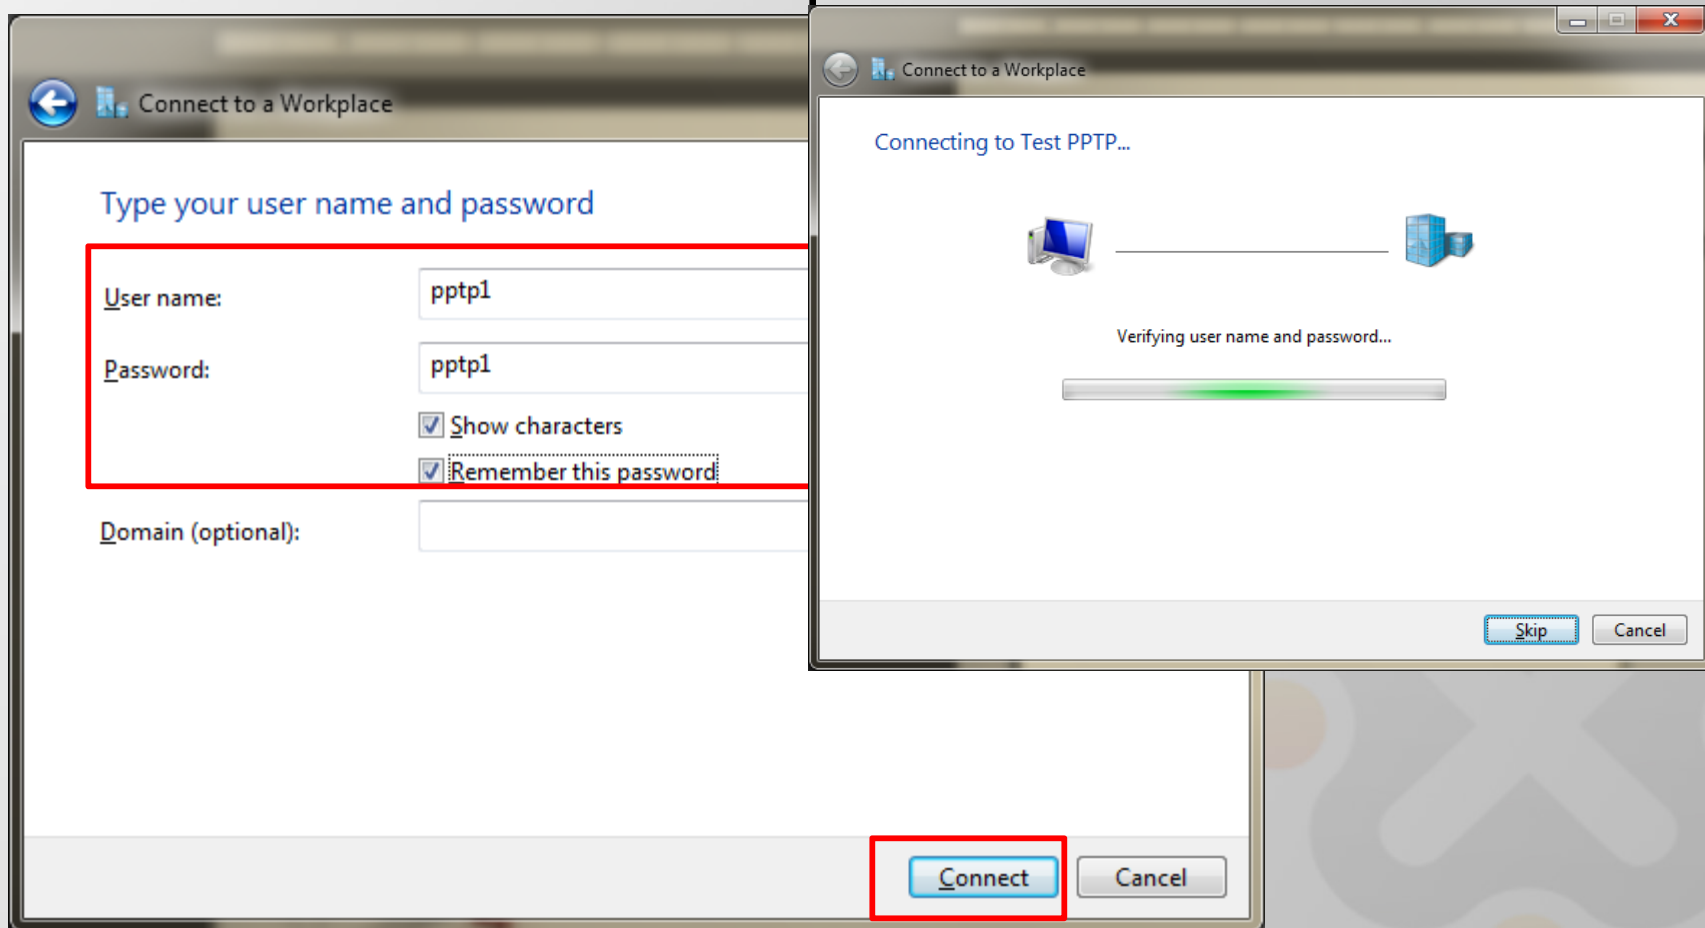 Connect to a Workplace
Type your user name and password
User name:
pptp1
Password:
pptp1
Show characters
Remember this password
Domain (optional):
Connect
Cancel
Connect to a Workplace
Connecting to Test PPTP...
Verifying user name and password...
Skip
Cancel